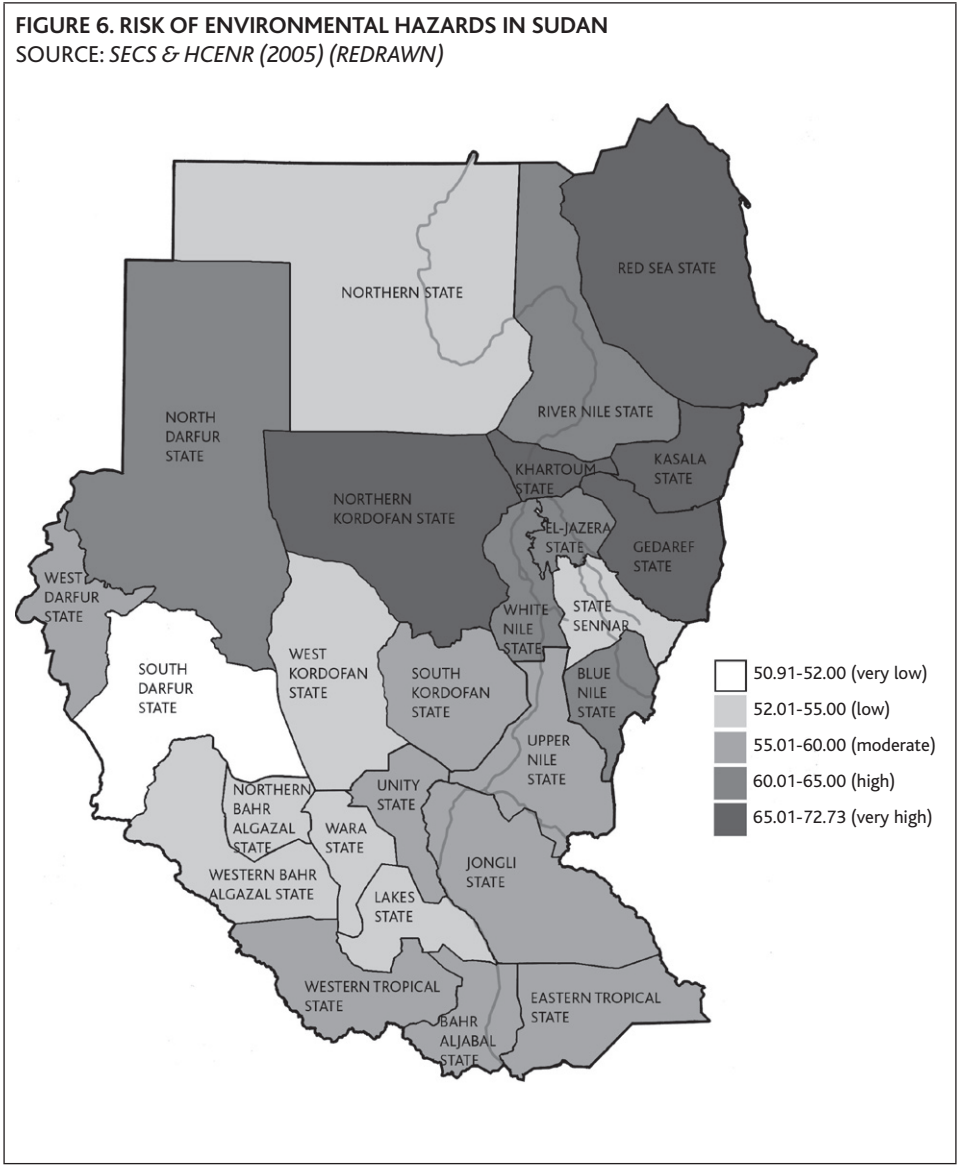 FIGURE 6. RISK OF ENVIRONMENTAL HAZARDS IN SUDAN
SOURCE: SECS & HCENR (2005) (REDRAWN)
RED SEA STATE
NORTHERN STATE
RIVER NILE STATE
NORTH
DARFUR
STATE
KHARTOUM
STATE
KASALA
STATE
NORTHERN
KORDOFAN STATE
EL-JAZERA
STATE
GEDAREF
STATE
WEST
DARFUR
STATE
WHITE
NILE
STATE
STATE
SENNAR
SOUTH
DARFUR
STATE
WEST
KORDOFAN
STATE
SOUTH
KORDOFAN
STATE
BLUE
NILE
STATE
UPPER
NILE
STATE
UNITY
STATE
NORTHERN
BAHR
ALGAZAL
STATE
WARA
STATE
WESTERN BAHR
ALGAZAL STATE
LAKES
STATE
JONGLI
STATE
WESTERN TROPICAL
STATE
BAHR
ALJABAL
STATE
EASTERN TROPICAL
STATE
50.91-52.00 (very low)
52.01-55.00 (low)
55.01-60.00 (moderate)
60.01-65.00 (high)
65.01-72.73 (very high)